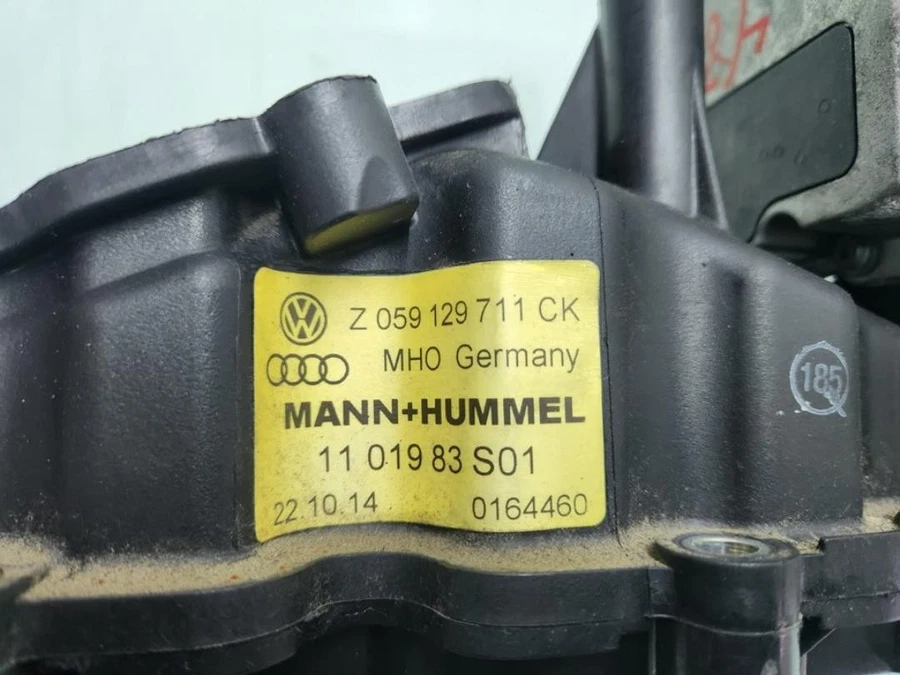 Z 059 129 711 CK
MHO Germany
MANN+HUMMEL
11 019 83 S01
22.10.14 0164460
185